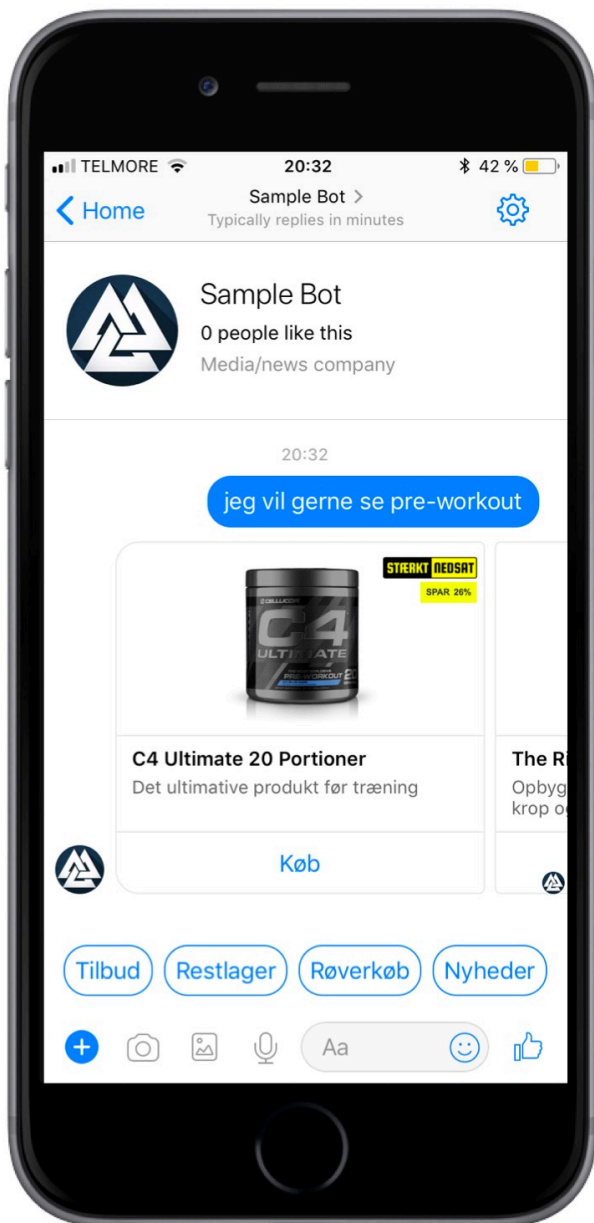 TELMORE 20:32 42 %
Home
Sample Bot >
Typically replies in minutes
Sample Bot
0 people like this
Media/news company
20:32
jeg vil gerne se pre-workout
STÆRKT NEDSAT
SPAR 26%
CELLUCOR
C4
ULTIMATE
PRE-WORKOUT 20
C4 Ultimate 20 Portioner
Det ultimative produkt før træning
Køb
The Ri
Opbyg
krop og
Tilbud Restlager Røverkøb Nyheder
Aa